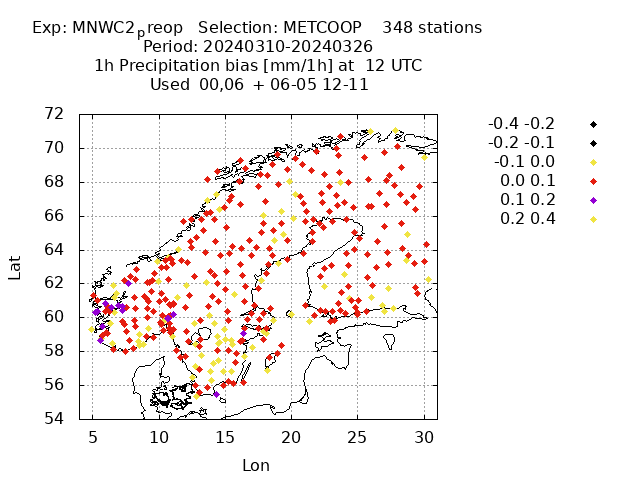 Exp: MNWC2preop Selection: METCOOP 348 stations
Period: 20240310-20240326
1h Precipitation bias [mm/1h] at 12 UTC
Used 00,06 + 06-05 12-11
72
70
68
66
64
62
60
58
56
54
Lat
5 10 15 20 25 30
Lon
-0.4 -0.2
-0.2 -0.1
-0.1 0.0
0.0 0.1
0.1 0.2
0.2 0.4